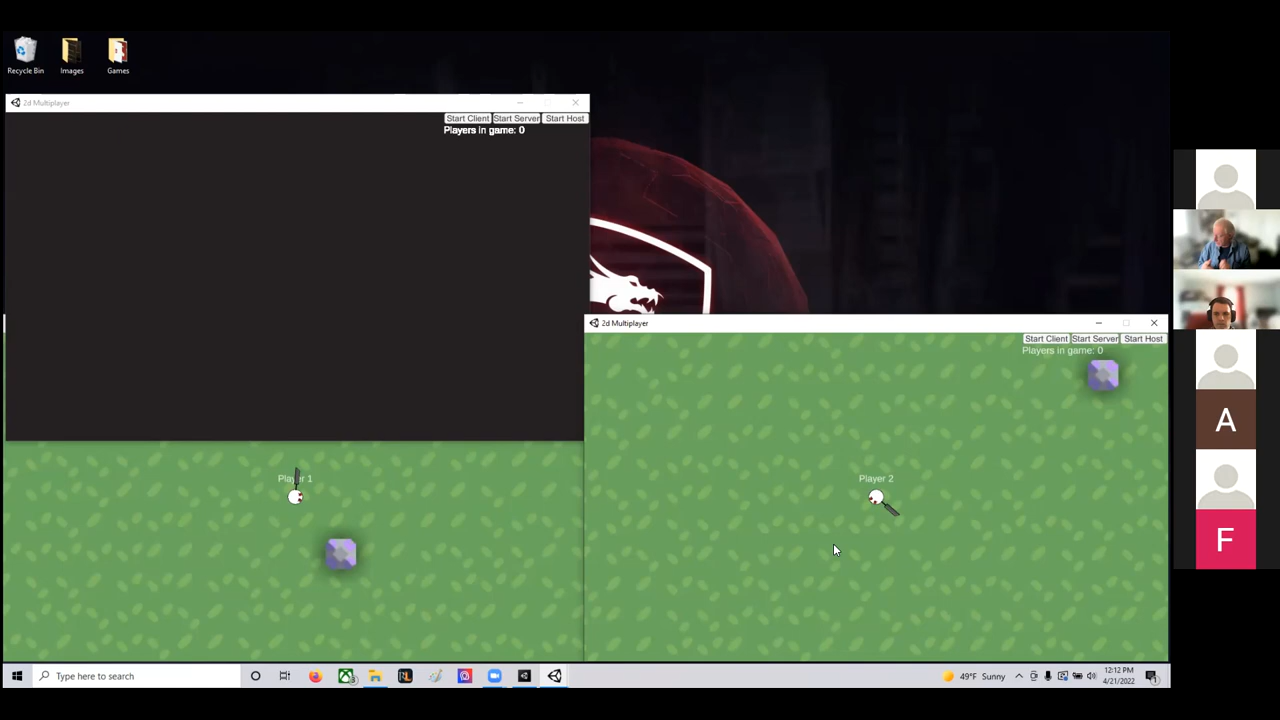 Recycle Bin
Images
Games
2d Multiplayer
Start Client Start Server Start Host
Players in game: 0
2d Multiplayer
Start Client Start Server Start Host
Players in game: 0
Player 1
Player 2
A
F
Type here to search
49°F Sunny
12:12 PM
4/21/2022